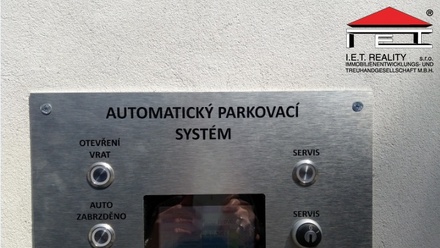 I.E.T. REALITY s.r.o.
IMMOBILIENENTWICKLUNGS- UND
TREUHANDGESELLSCHAFT M.B.H.
AUTOMATICKÝ PARKOVACÍ
SYSTÉM
OTEVŘENÍ
VRAT
SERVIS
AUTO
ZABRZDĚNO
SERVIS